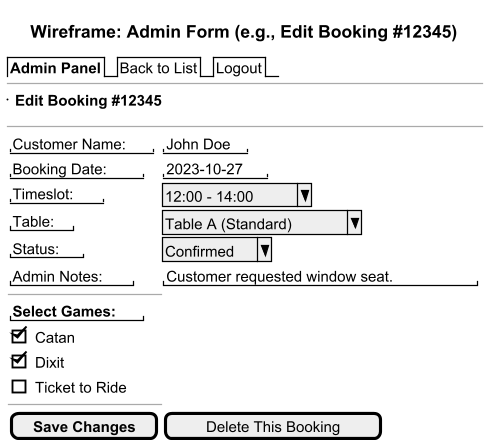 Wireframe: Admin Form (e.g., Edit Booking #12345)
Admin Panel Back to List Logout
Edit Booking #12345
Customer Name: John Doe
Booking Date: 2023-10-27
Timeslot: 12:00 - 14:00
Table: Table A (Standard)
Status: Confirmed
Admin Notes: Customer requested window seat.
Select Games:
Catan
Dixit
Ticket to Ride
Save Changes Delete This Booking